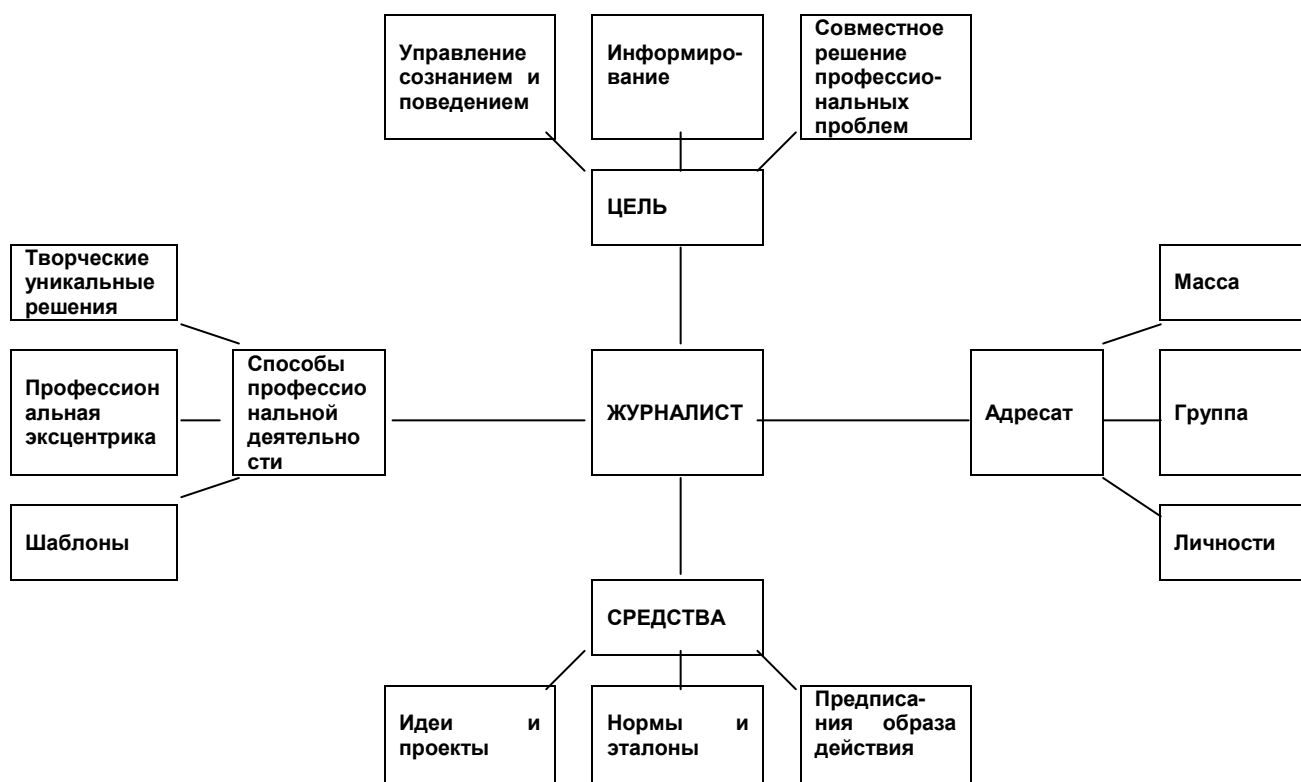 Управление
сознанием и
поведением
Информиро-
вание
Совместное
решение
профессио-
нальных
проблем
ЦЕЛЬ
Творческие
уникальные
решения
Профессион
альная
эксцентрика
Шаблоны
Способы
профессио
нальной
деятельно
сти
ЖУРНАЛИСТ
Адресат
Масса
Группа
Личности
СРЕДСТВА
Идеи и
проекты
Нормы и
эталоны
Предписа-
ния образа
действия